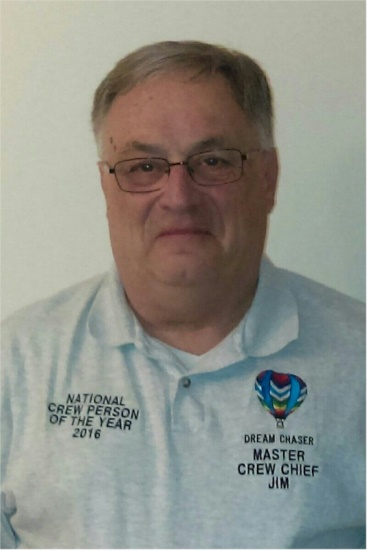 NATIONAL
CREW PERSON
OF THE YEAR
2016
DREAM CHASER
MASTER
CREW CHIEF
JIM